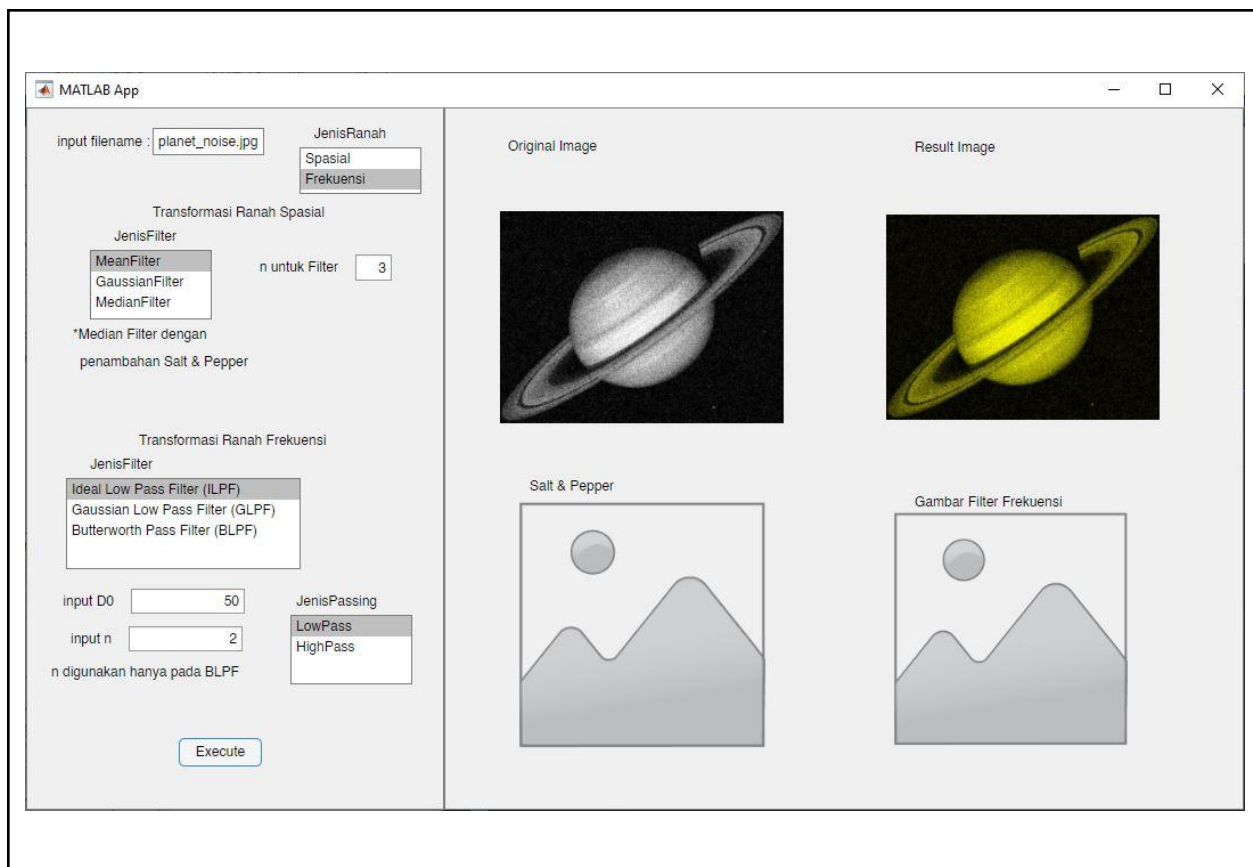 MATLAB App
input filename : planet_noise.jpg
JenisRanah
Spasial
Frekuensi
Transformasi Ranah Spasial
JenisFilter
MeanFilter
GaussianFilter
MedianFilter
n untuk Filter 3
*Median Filter dengan
penambahan Salt & Pepper
Transformasi Ranah Frekuensi
JenisFilter
Ideal Low Pass Filter (ILPF)
Gaussian Low Pass Filter (GLPF)
Butterworth Pass Filter (BLPF)
input D0 50
input n 2
n digunakan hanya pada BLPF
JenisPassing
LowPass
HighPass
Execute
Original Image
Result Image
Salt & Pepper
Gambar Filter Frekuensi